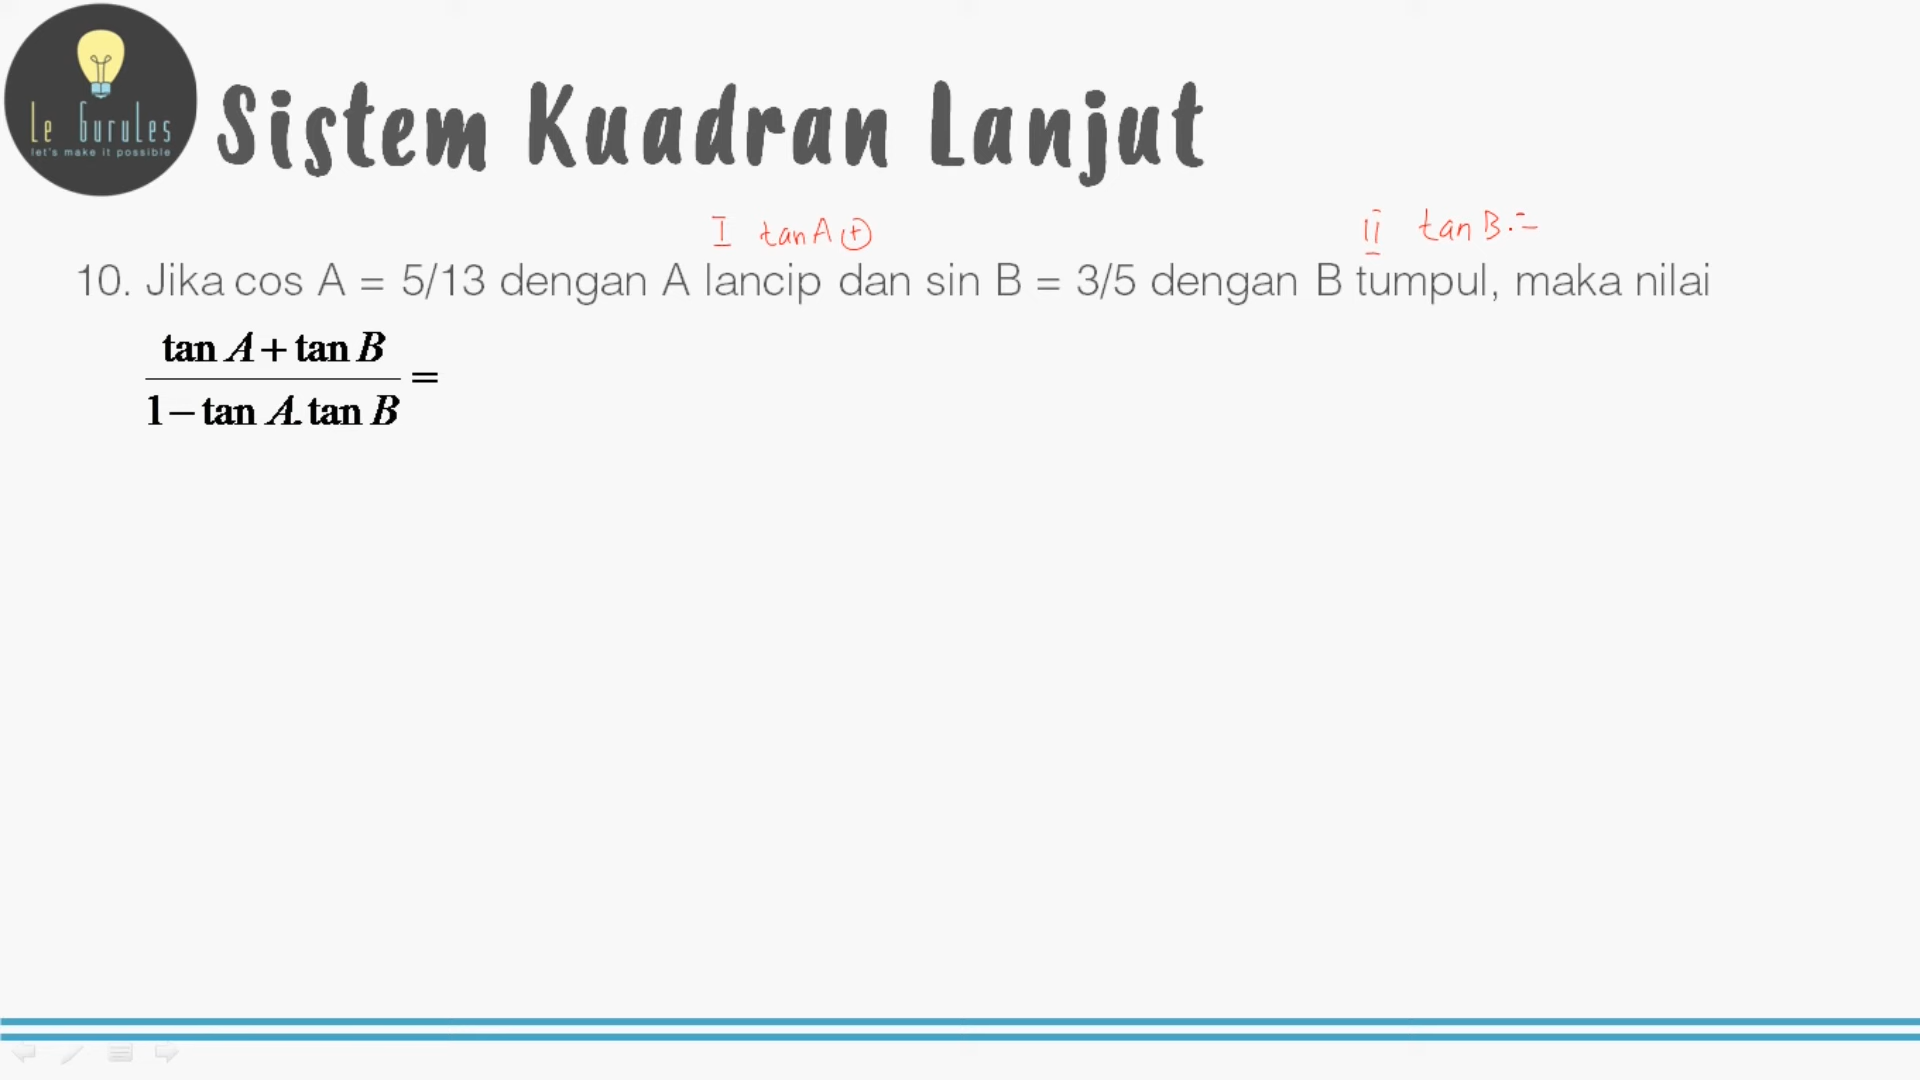 Le Gurules
let's make it possible
Sistem Kuadran Lanjut
I tan A (+)
II tan B : -
10. Jika cos A = 5/13 dengan A lancip dan sin B = 3/5 dengan B tumpul, maka nilai
tan A + tan B
1 - tan A. tan B =